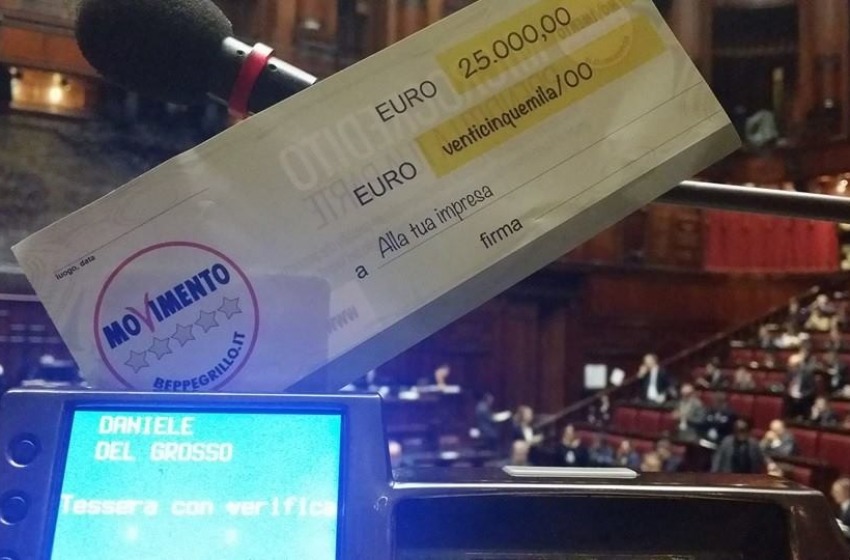 EURO 25.000,00
EURO venticinquemila/00
a Alla tua impresa
luogo, data
firma
MOVIMENTO
BEPPEGRILLO.IT
DANIELE
DEL GROSSO
Tessera con verifica